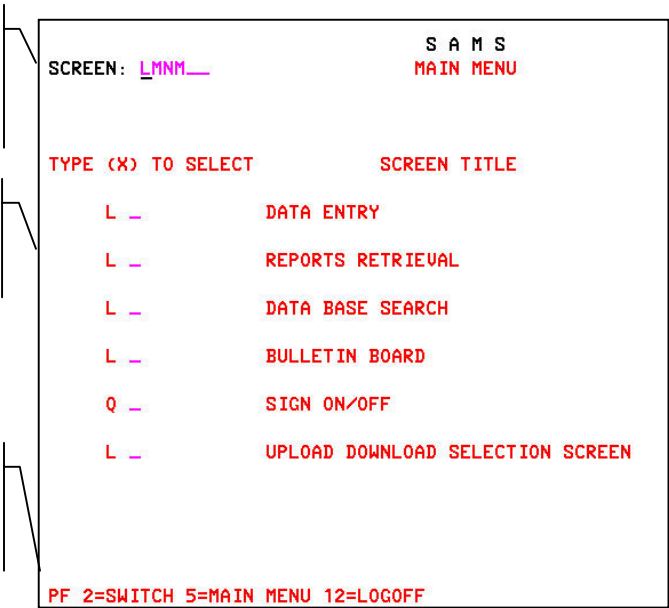 S A M S
SCREEN: LMNM__ MAIN MENU
TYPE (X) TO SELECT SCREEN TITLE
L _ DATA ENTRY
L _ REPORTS RETRIEVAL
L _ DATA BASE SEARCH
L _ BULLETIN BOARD
Q _ SIGN ON/OFF
L _ UPLOAD DOWNLOAD SELECTION SCREEN
PF 2=SWITCH 5=MAIN MENU 12=LOGOFF